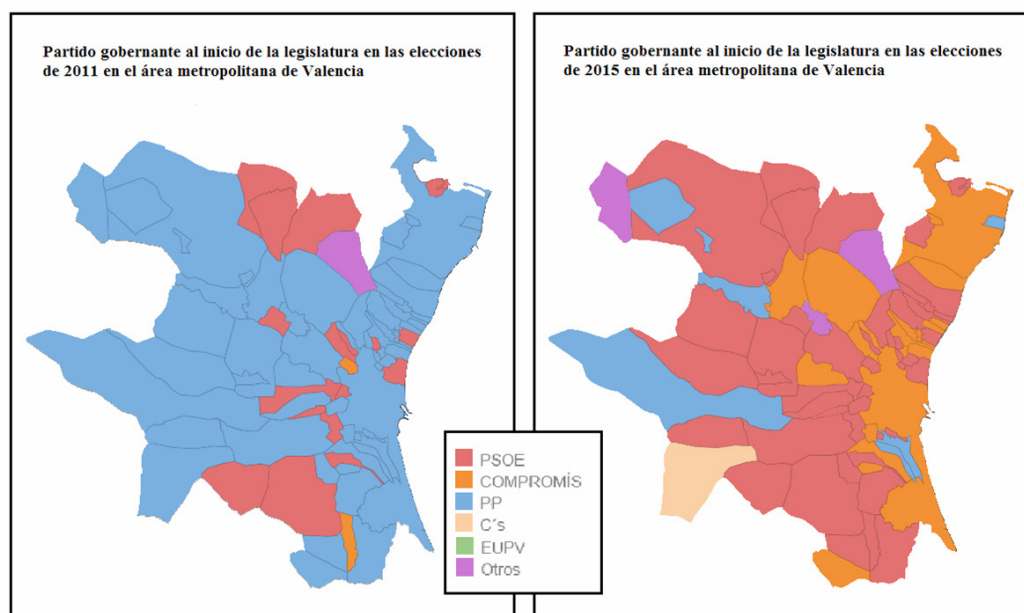 Partido gobernante al inicio de la legislatura en las elecciones
de 2011 en el área metropolitana de Valencia
Partido gobernante al inicio de la legislatura en las elecciones
de 2015 en el área metropolitana de Valencia
PSOE
COMPROMÍS
PP
C´s
EUPV
Otros